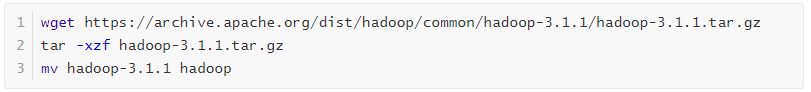 1 wget https://archive.apache.org/dist/hadoop/common/hadoop-3.1.1/hadoop-3.1.1.tar.gz
2 tar -xzf hadoop-3.1.1.tar.gz
3 mv hadoop-3.1.1 hadoop